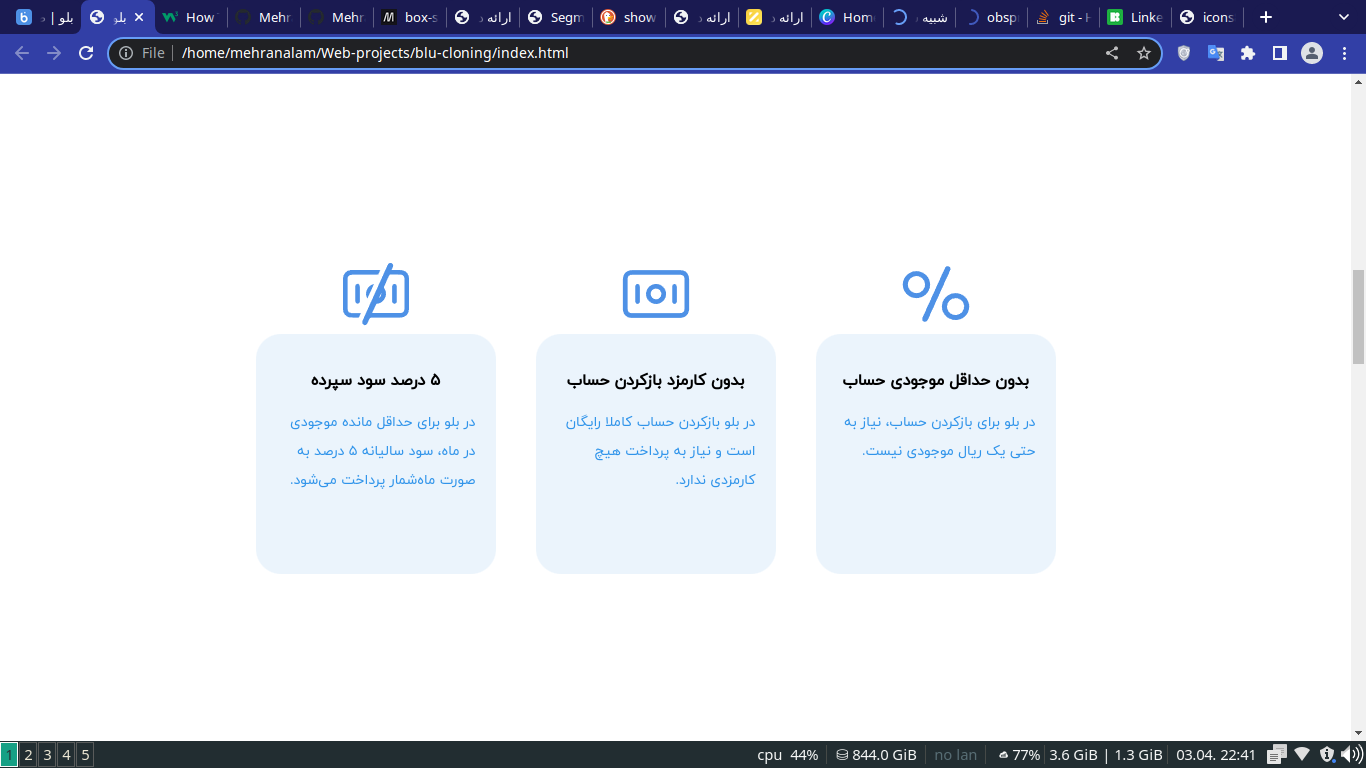 بلو |
بلو
How
Mehr
Mehr
box-s
ارائه د
Segm
show
ارائه د
ارائه د
Home
شبیه
obsp
git - H
Linke
icons
File
/home/mehranalam/Web-projects/blu-cloning/index.html
بدون حداقل موجودی حساب
در بلو برای بازکردن حساب، نیاز به
حتی یک ریال موجودی نیست.
بدون کارمزد بازکردن حساب
در بلو بازکردن حساب کاملا رایگان
است و نیاز به پرداخت هیچ
کارمزدی ندارد.
۵ درصد سود سپرده
در بلو برای حداقل مانده موجودی
در ماه، سود سالیانه ۵ درصد به
صورت ماه‌شمار پرداخت می‌شود.
1 2 3 4 5
cpu 44% 844.0 GiB no lan 77% 3.6 GiB | 1.3 GiB 03.04. 22:41